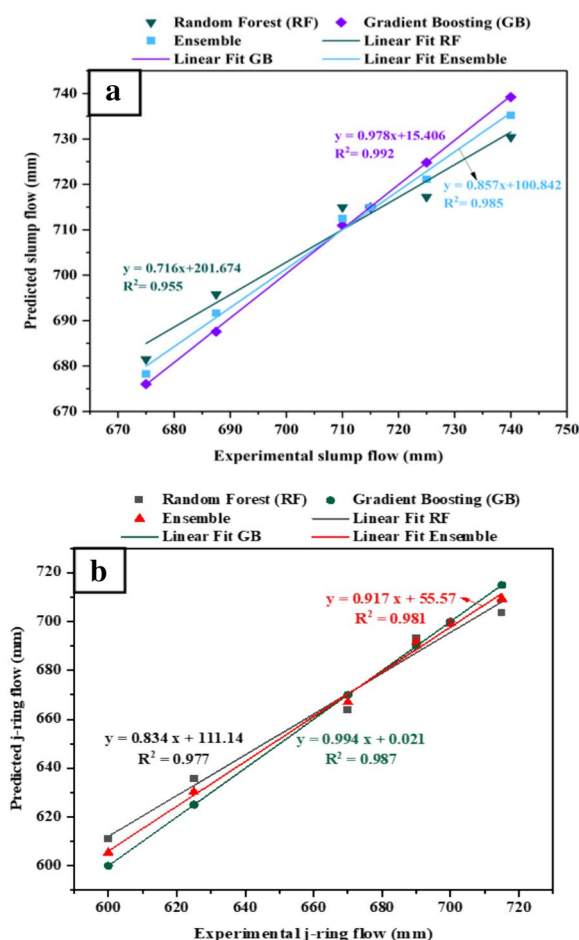 Random Forest (RF) Gradient Boosting (GB)
Ensemble Linear Fit RF
Linear Fit GB Linear Fit Ensemble
a
740
730
720
710
700
690
680
670
Predicted slump flow (mm)
y = 0.978x+15.406
R²= 0.992
y = 0.857x+100.842
R²= 0.985
y = 0.716x+201.674
R²= 0.955
670 680 690 700 710 720 730 740 750
Experimental slump flow (mm)
Random Forest (RF) Gradient Boosting (GB)
Ensemble Linear Fit RF
Linear Fit GB Linear Fit Ensemble
b
720
700
680
660
640
620
600
Predicted j-ring flow (mm)
y = 0.917 x + 55.57
R² = 0.981
y = 0.834 x + 111.14
R² = 0.977
y = 0.994 x + 0.021
R² = 0.987
600 620 640 660 680 700 720
Experimental j-ring flow (mm)